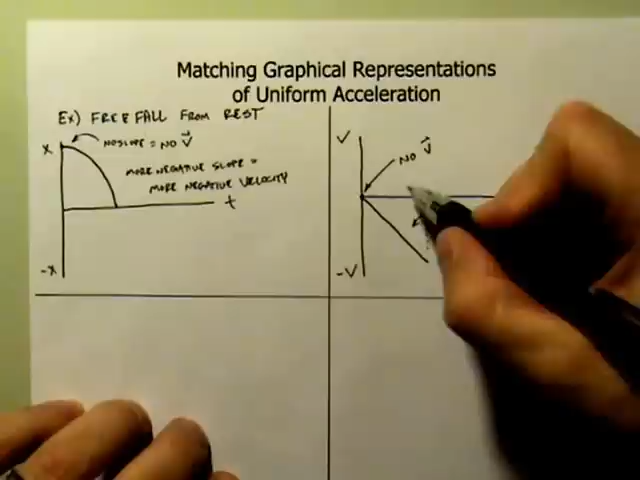 Matching Graphical Representations
of Uniform Acceleration
Ex) FREE FALL FROM REST
X
NO SLOPE = NO V⃗
MORE NEGATIVE SLOPE =
MORE NEGATIVE VELOCITY
t
-X
V
NO V⃗
-V